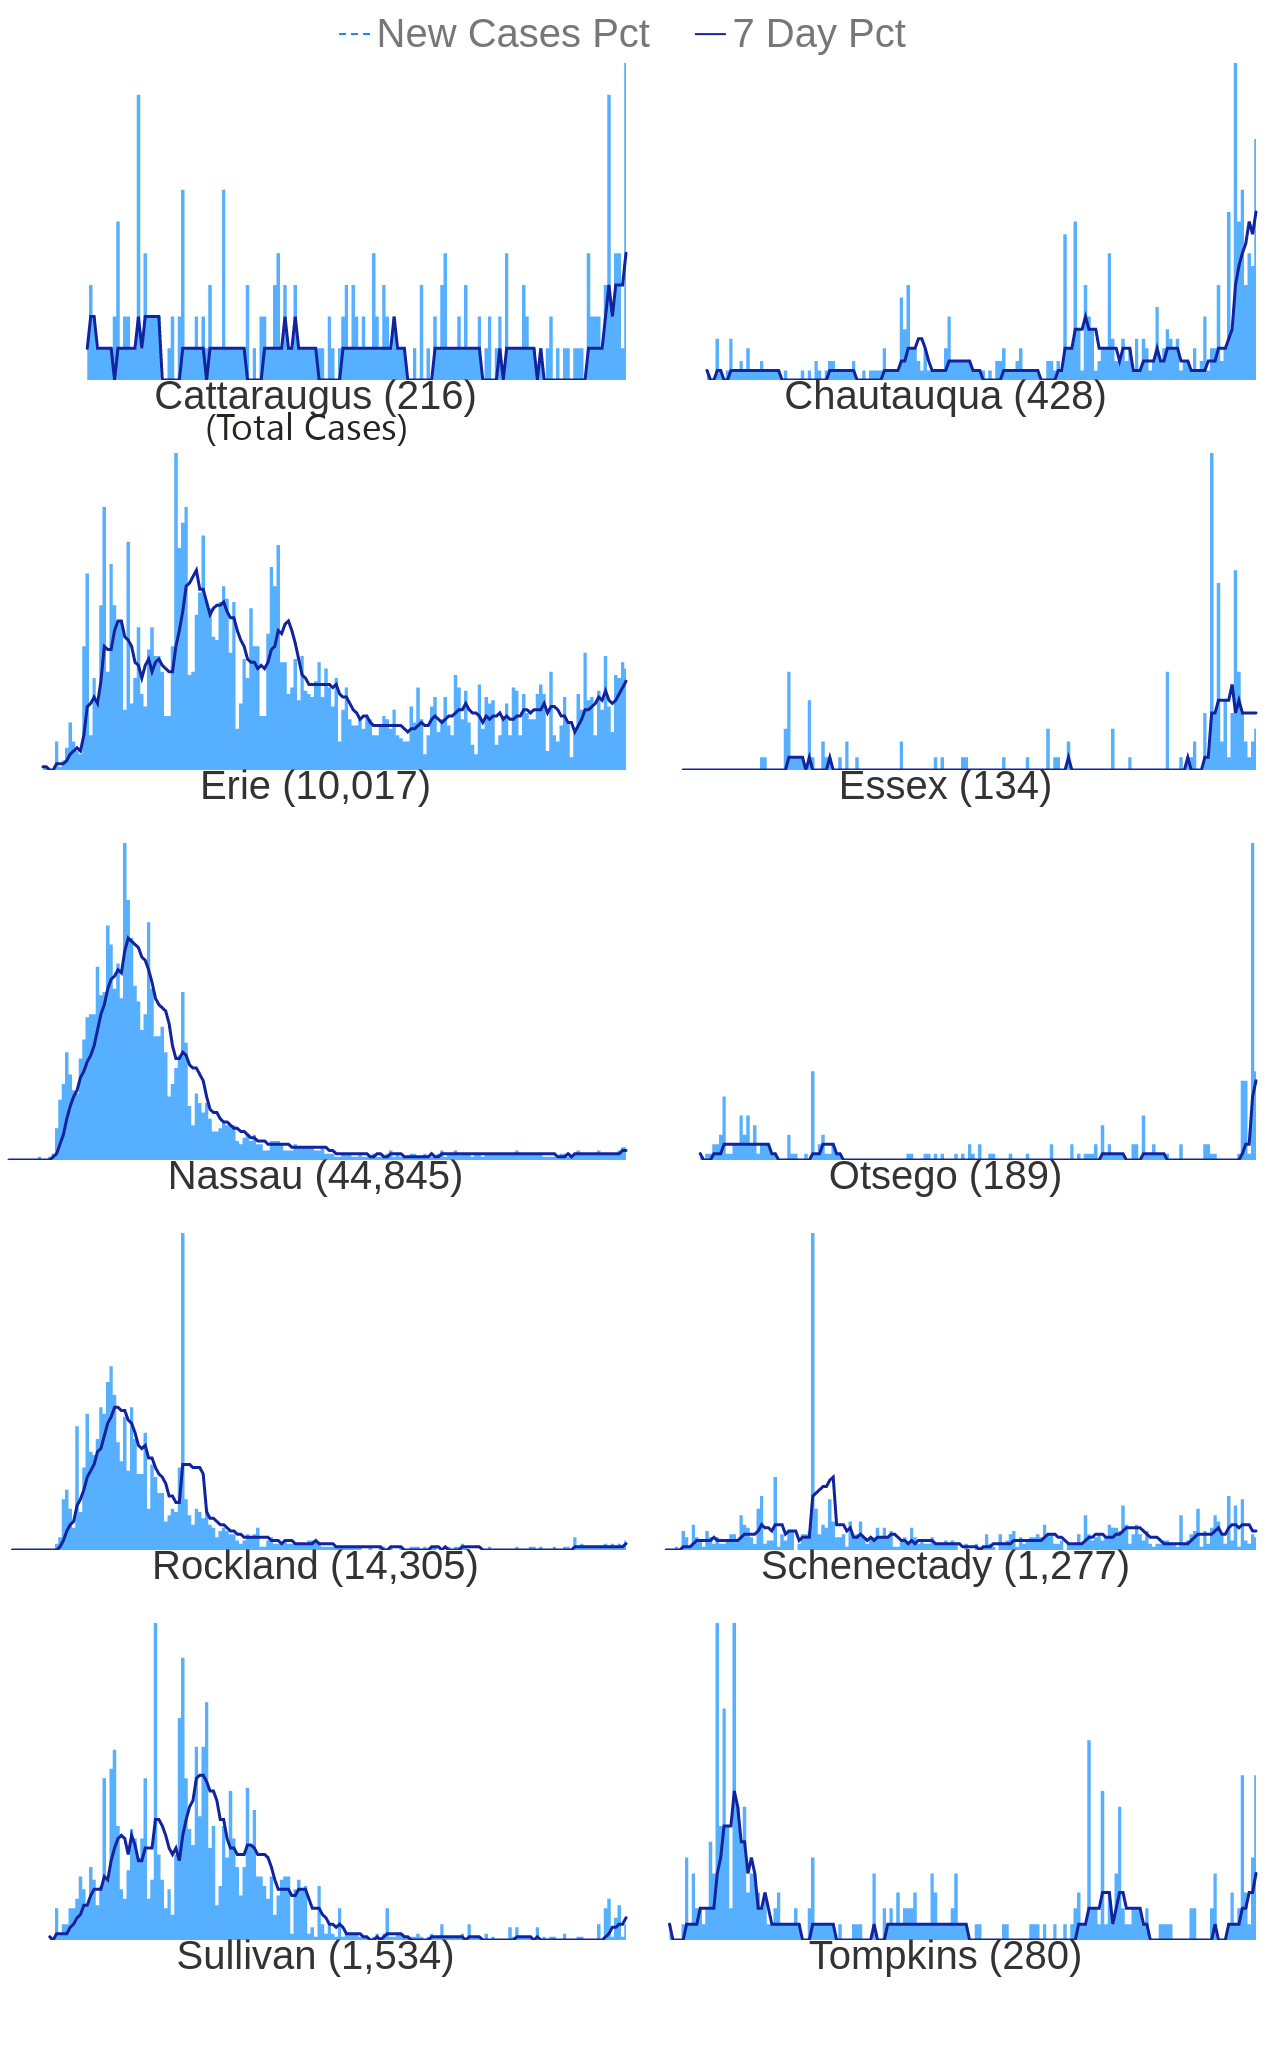 New Cases Pct 7 Day Pct
Cattaraugus (216) Chautauqua (428)
(Total Cases)
Erie (10,017) Essex (134)
Nassau (44,845) Otsego (189)
Rockland (14,305) Schenectady (1,277)
Sullivan (1,534) Tompkins (280)